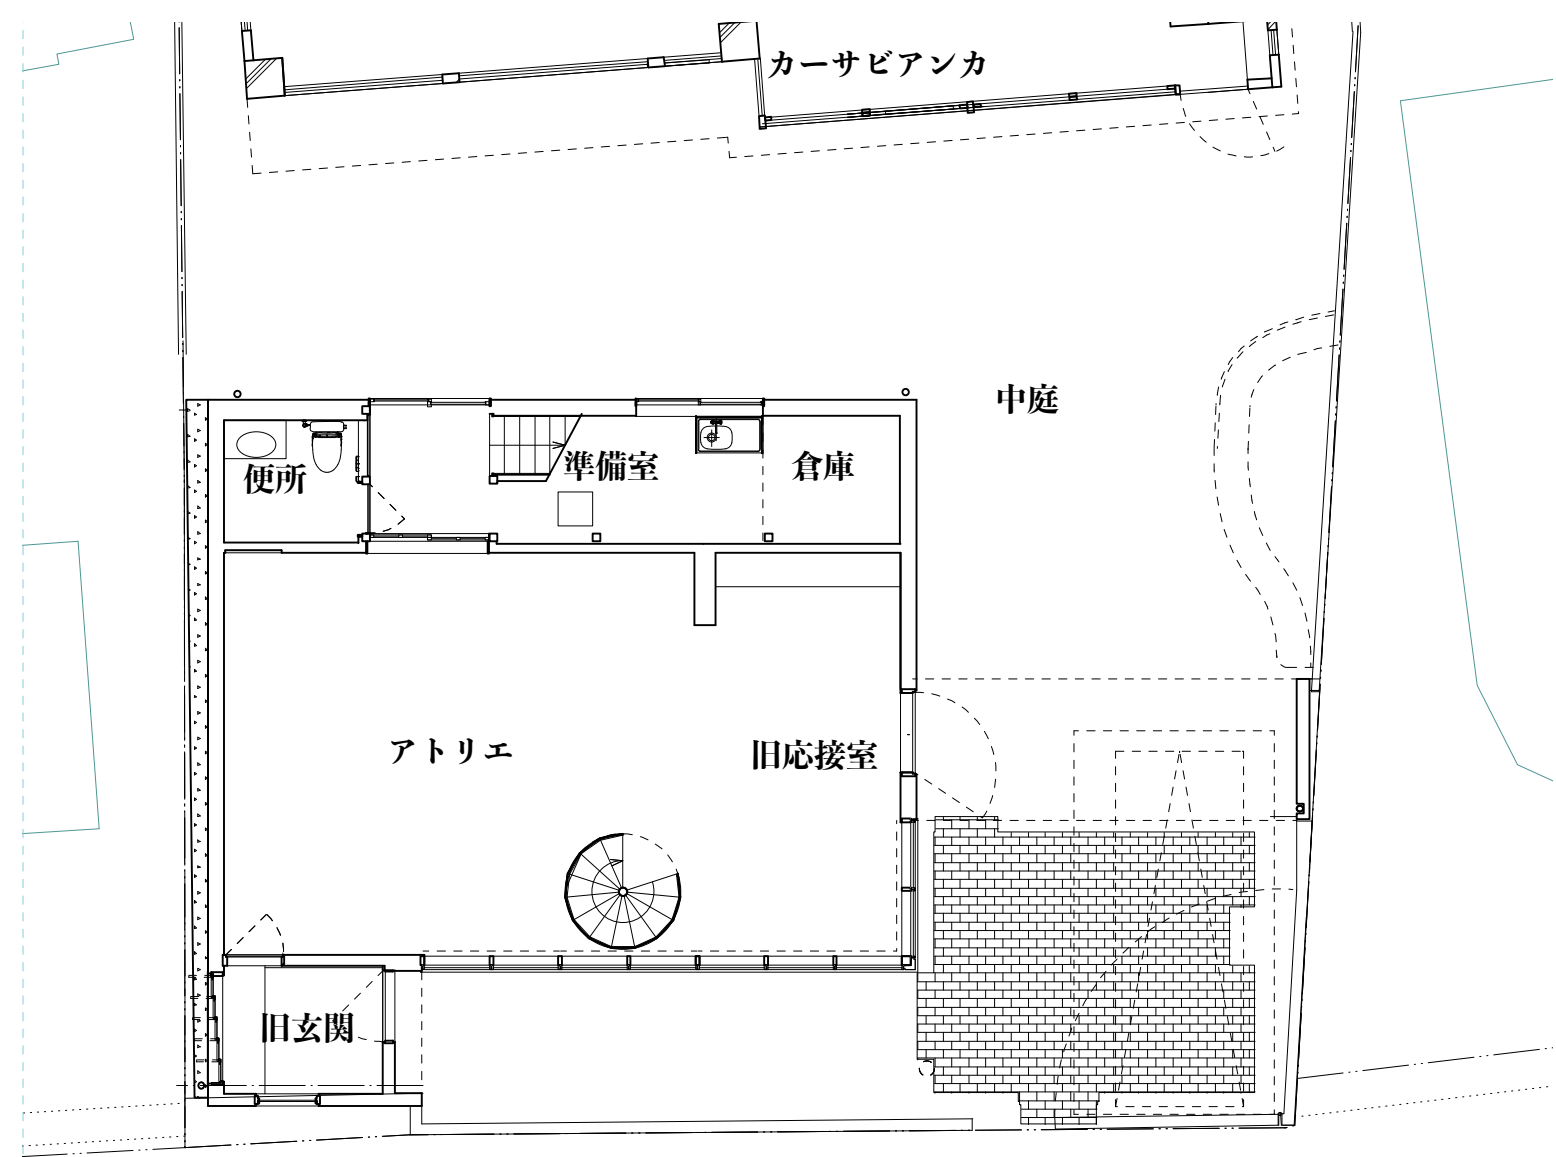 カーサビアンカ
中庭
便所
準備室
倉庫
アトリエ
旧応接室
旧玄関